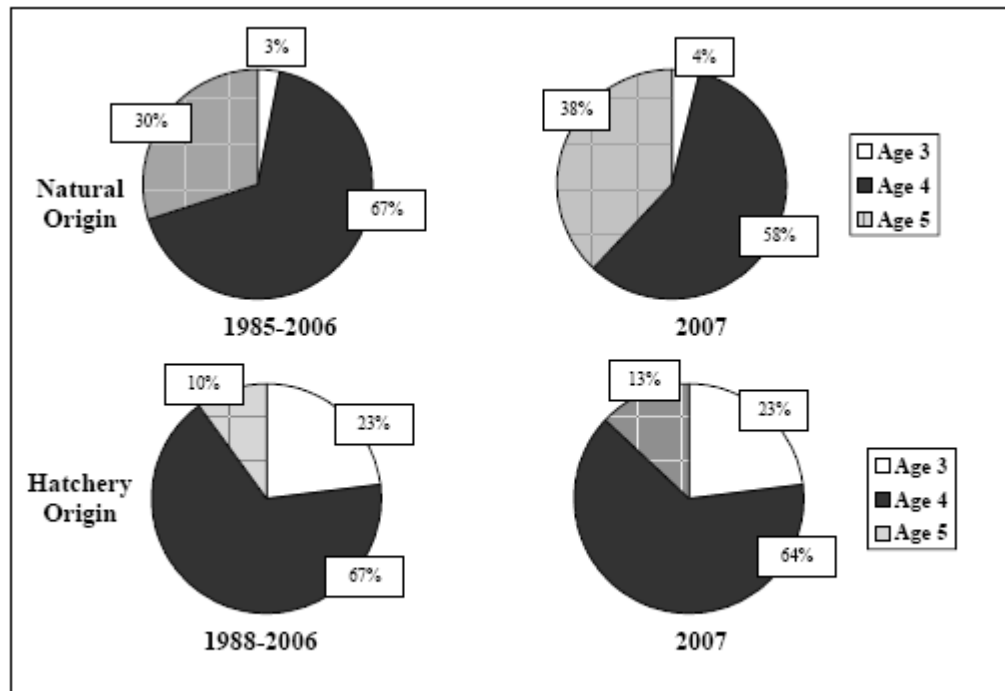 3%
4%
30%
38%
Natural
Origin
67%
58%
Age 3
Age 4
Age 5
1985-2006
2007
10%
13%
23%
23%
Hatchery
Origin
67%
64%
Age 3
Age 4
Age 5
1988-2006
2007